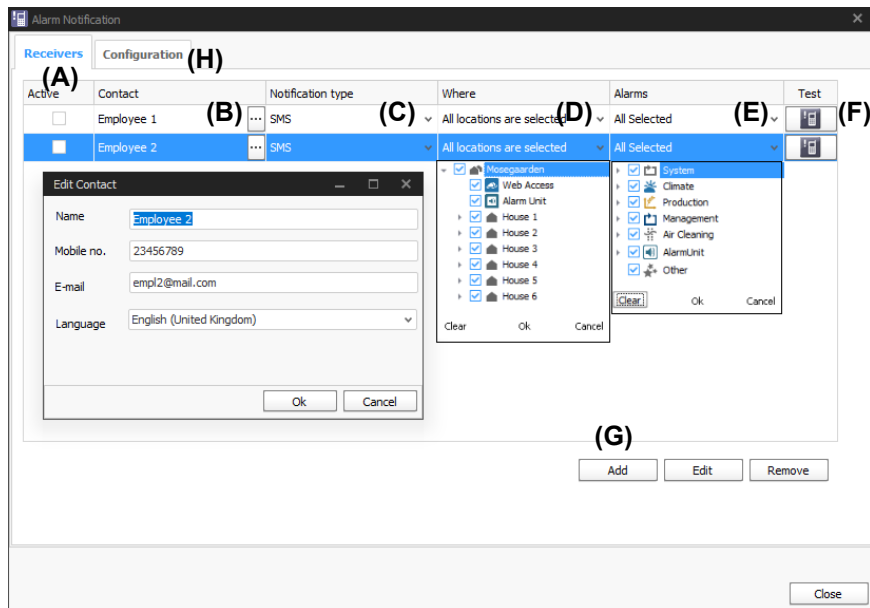 Alarm Notification
Receivers Configuration (H)
(A)
Active Contact Notification type Where Alarms Test
Employee 1 (B) ... SMS (C) All locations are selected (D) All Selected (E) (F)
Employee 2 ... SMS All locations are selected All Selected
Mosegaarden
Web Access
Alarm Unit
House 1
House 2
House 3
House 4
House 5
House 6
Clear Ok Cancel
System
Climate
Production
Management
Air Cleaning
AlarmUnit
Other
Clear Ok Cancel
Edit Contact
Name Employee 2
Mobile no. 23456789
E-mail empl2@mail.com
Language English (United Kingdom)
Ok Cancel
(G)
Add Edit Remove
Close